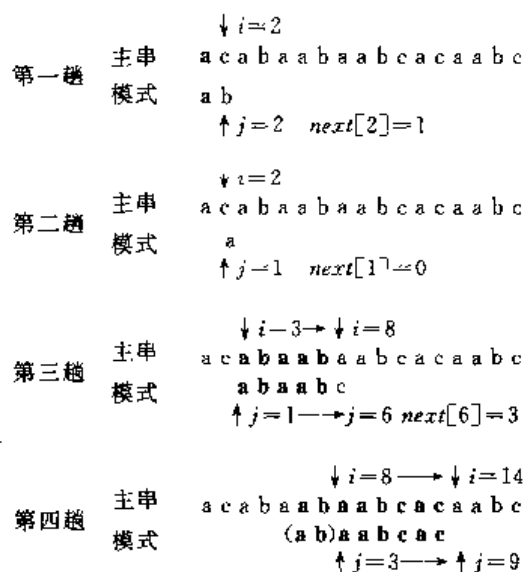 ↓ i=2
第一趟 主串 a c a b a a b a a b c a c a a b c
模式 a b
↑ j=2 next[2]=1
↓ i=2
第二趟 主串 a c a b a a b a a b c a c a a b c
模式 a
↑ j=1 next[1]=0
↓ i=3→↓ i=8
第三趟 主串 a c a b a a b a a b c a c a a b c
模式 a b a a b c
↑ j=1→j=6 next[6]=3
↓ i=8→↓ i=14
第四趟 主串 a c a b a a b a a b c a c a a b c
模式 (a b)a a b c a c
↑ j=3→↑ j=9